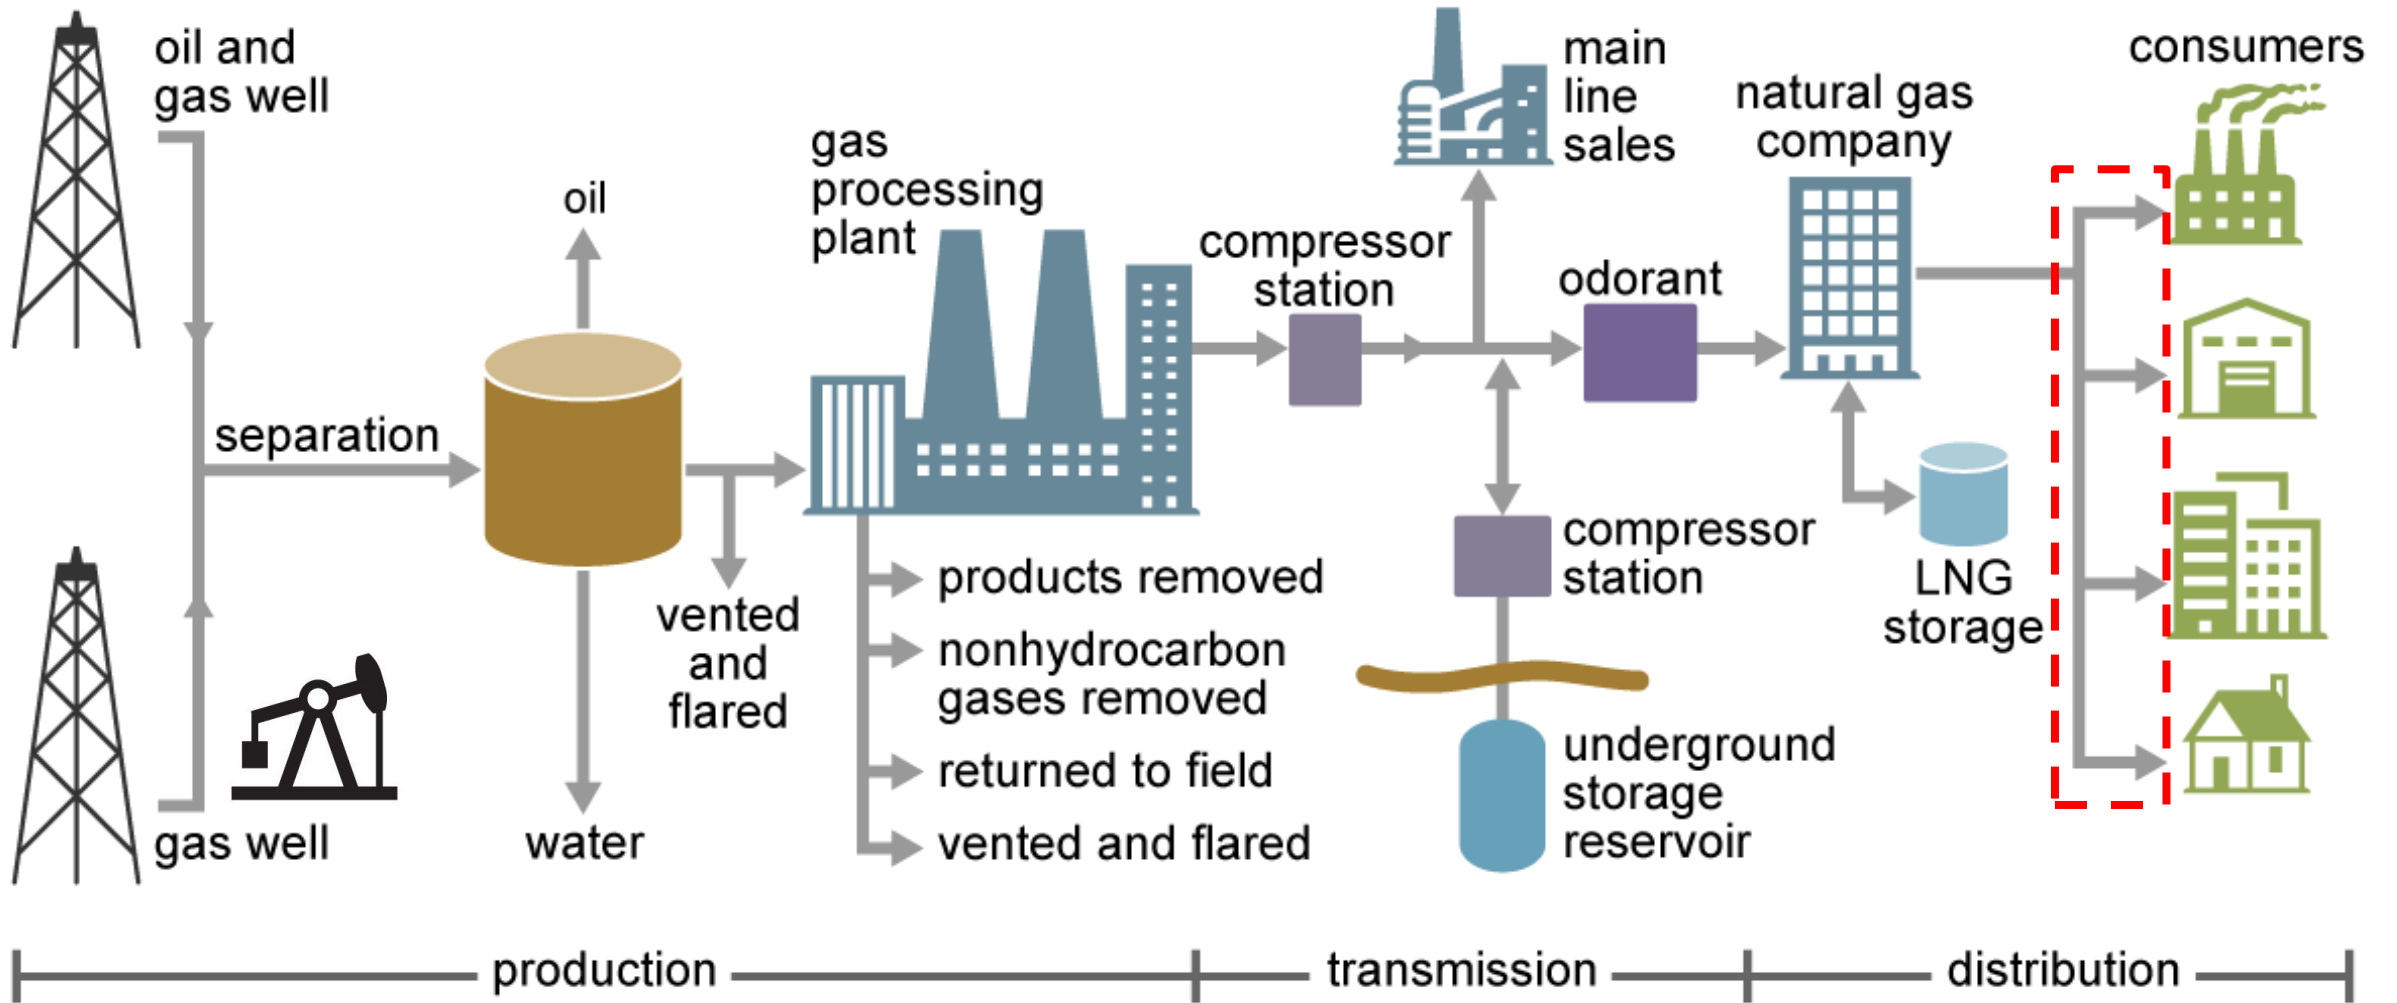 oil and
gas well
separation
gas well
oil
water
vented
and
flared
gas
processing
plant
products removed
nonhydrocarbon
gases removed
returned to field
vented and flared
compressor
station
main
line
sales
compressor
station
underground
storage
reservoir
odorant
natural gas
company
LNG
storage
consumers
production
transmission
distribution